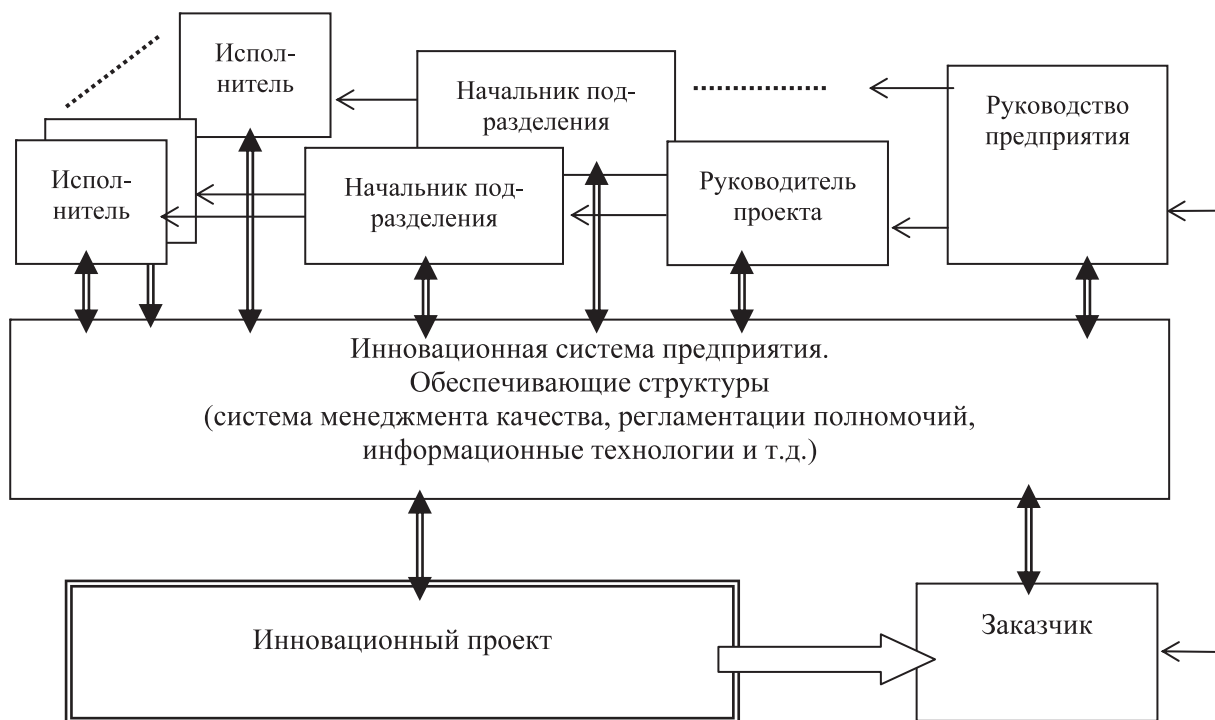 Испол-
нитель
Начальник под-
разделения
Руководство
предприятия
Испол-
нитель
Начальник под-
разделения
Руководитель
проекта
Инновационная система предприятия.
Обеспечивающие структуры
(система менеджмента качества, регламентации полномочий,
информационные технологии и т.д.)
Инновационный проект
Заказчик